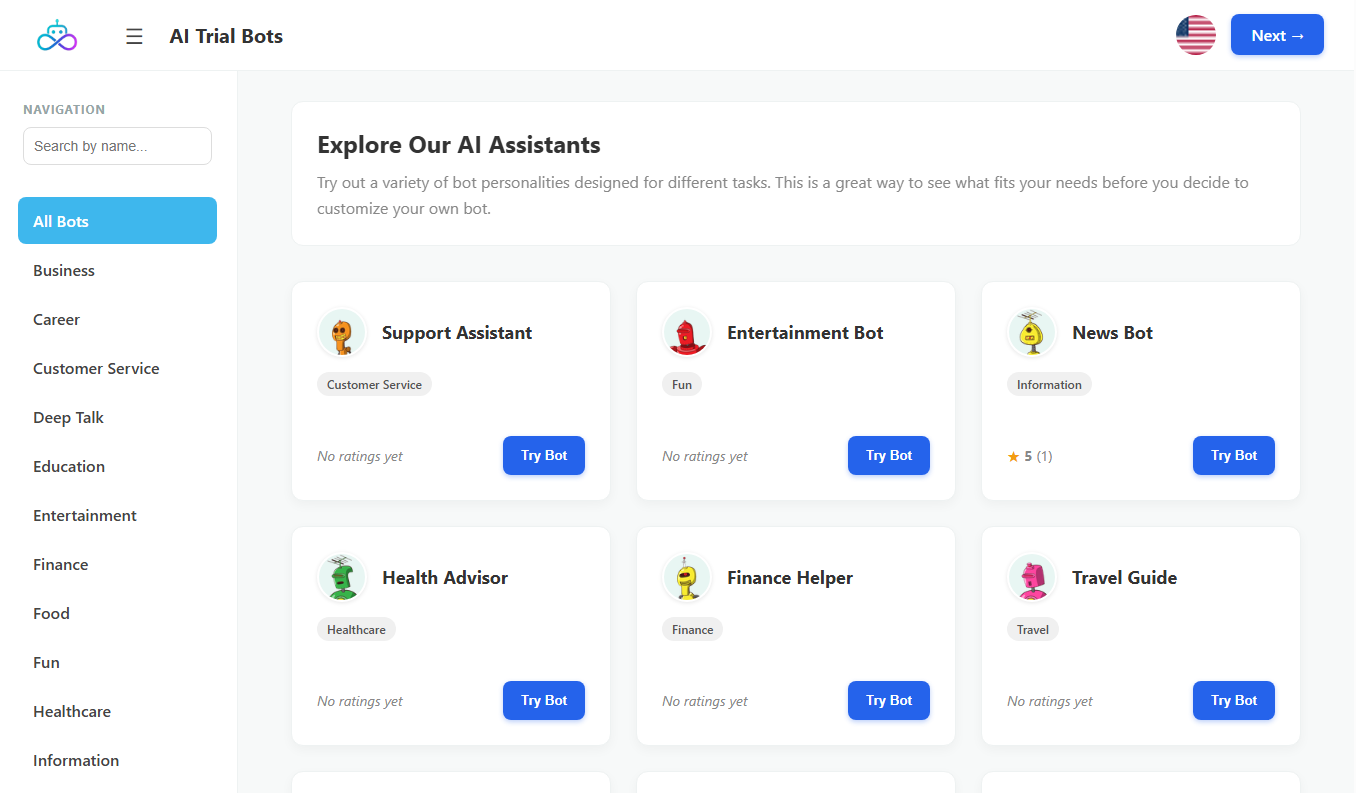 AI Trial Bots
Next →
NAVIGATION
Search by name...
All Bots
Business
Career
Customer Service
Deep Talk
Education
Entertainment
Finance
Food
Fun
Healthcare
Information
Explore Our AI Assistants
Try out a variety of bot personalities designed for different tasks. This is a great way to see what fits your needs before you decide to
customize your own bot.
Support Assistant
Customer Service
No ratings yet
Try Bot
Entertainment Bot
Fun
No ratings yet
Try Bot
News Bot
Information
★ 5 (1)
Try Bot
Health Advisor
Healthcare
No ratings yet
Try Bot
Finance Helper
Finance
No ratings yet
Try Bot
Travel Guide
Travel
No ratings yet
Try Bot